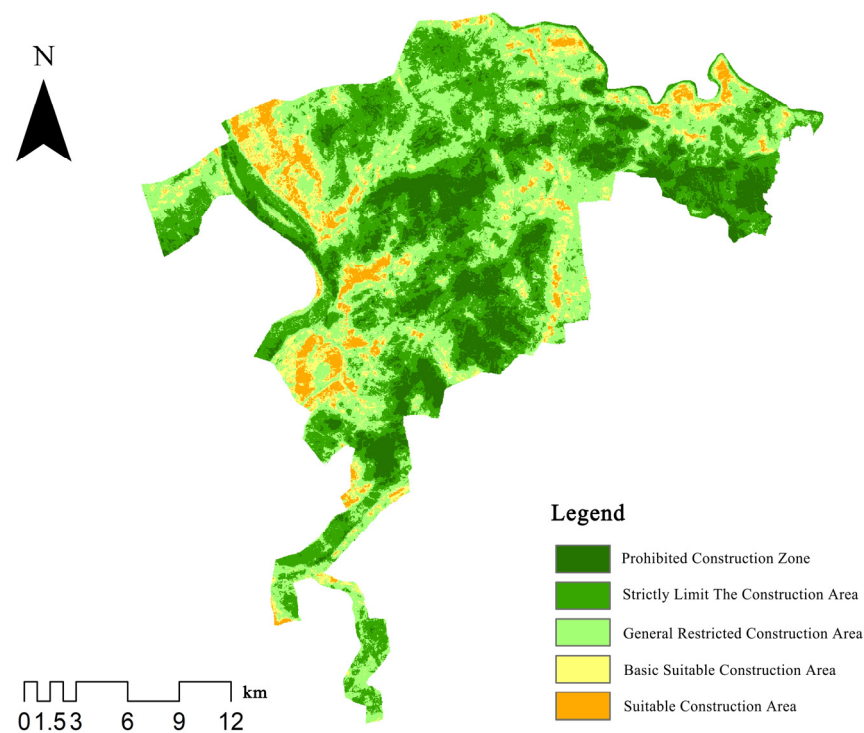 N
Legend
Prohibited Construction Zone
Strictly Limit The Construction Area
General Restricted Construction Area
Basic Suitable Construction Area
Suitable Construction Area
km
0 1.5 3 6 9 12